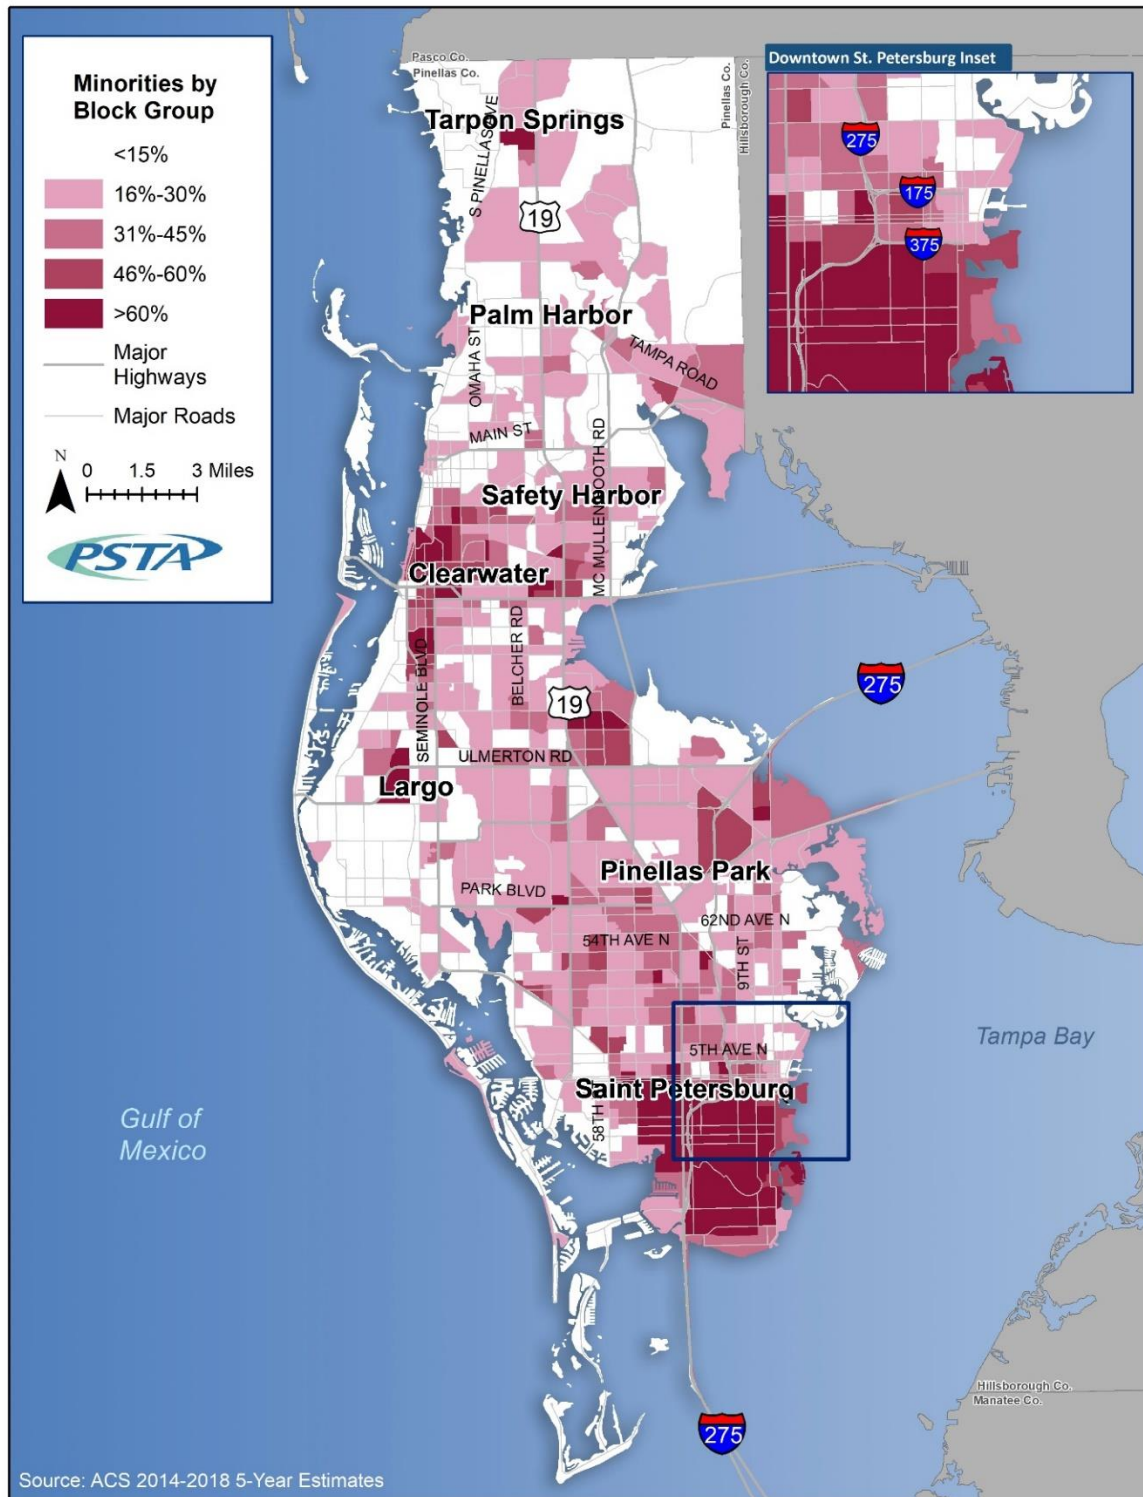 Minorities by
Block Group
<15%
16%-30%
31%-45%
46%-60%
>60%
Major
Highways
Major Roads
N
0 1.5 3 Miles
PSTA
Pasco Co.
Pinellas Co.
Pinellas Co.
Hillsborough Co.
Downtown St. Petersburg Inset
275
175
375
Tarpon Springs
S PINELLAS AVE
19
Palm Harbor
OMAHA ST
TAMPA ROAD
MAIN ST
MC MULLEN BOOTH RD
Safety Harbor
Clearwater
SEMINOLE BLVD
BELCHER RD
19
275
ULMERTON RD
Largo
Pinellas Park
PARK BLVD
62ND AVE N
54TH AVE N
9TH ST
5TH AVE N
Saint Petersburg
58TH
Tampa Bay
Gulf of
Mexico
Hillsborough Co.
Manatee Co.
275
Source: ACS 2014-2018 5-Year Estimates